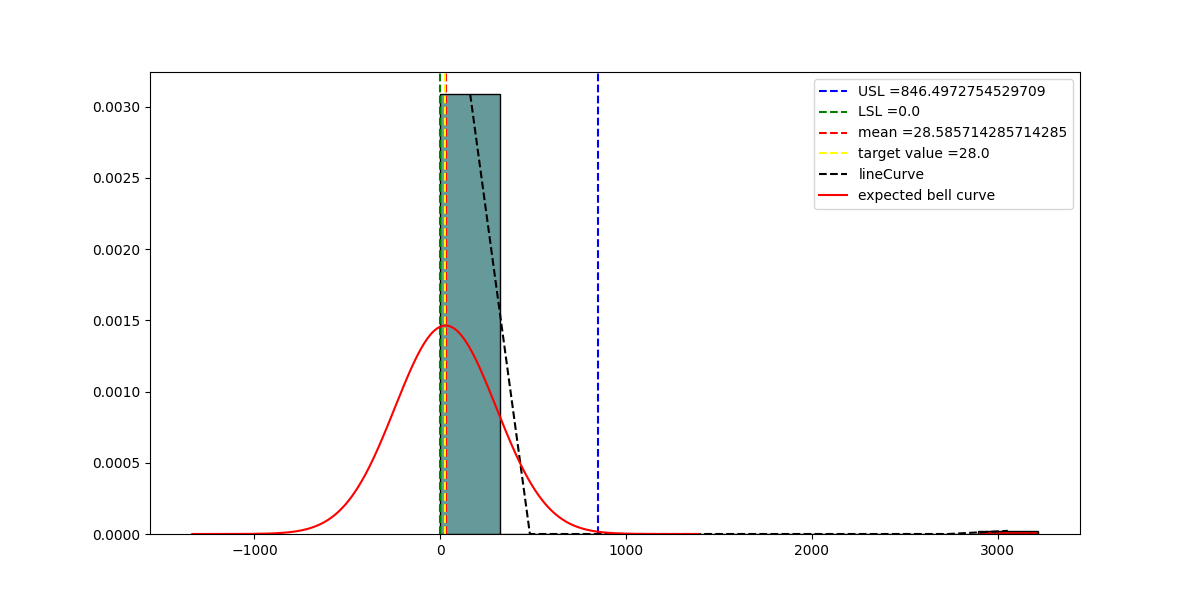 USL =846.4972754529709
LSL =0.0
mean =28.585714285714285
target value =28.0
lineCurve
expected bell curve
0.0030
0.0025
0.0020
0.0015
0.0010
0.0005
0.0000
−1000 0 1000 2000 3000